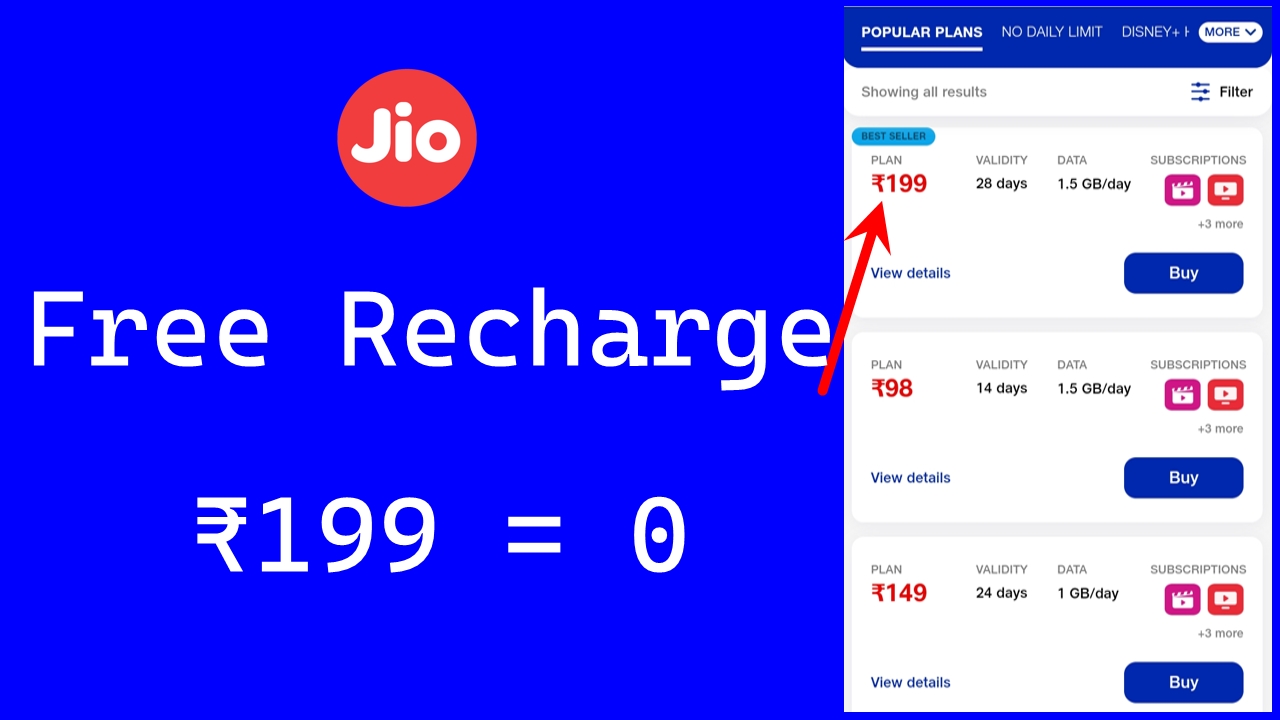 Jio
Free Recharge
₹199 = 0
POPULAR PLANS NO DAILY LIMIT DISNEY+ MORE
Showing all results Filter
BEST SELLER
PLAN VALIDITY DATA SUBSCRIPTIONS
₹199 28 days 1.5 GB/day
+3 more
View details Buy
PLAN VALIDITY DATA SUBSCRIPTIONS
₹98 14 days 1.5 GB/day
+3 more
View details Buy
PLAN VALIDITY DATA SUBSCRIPTIONS
₹149 24 days 1 GB/day
+3 more
View details Buy